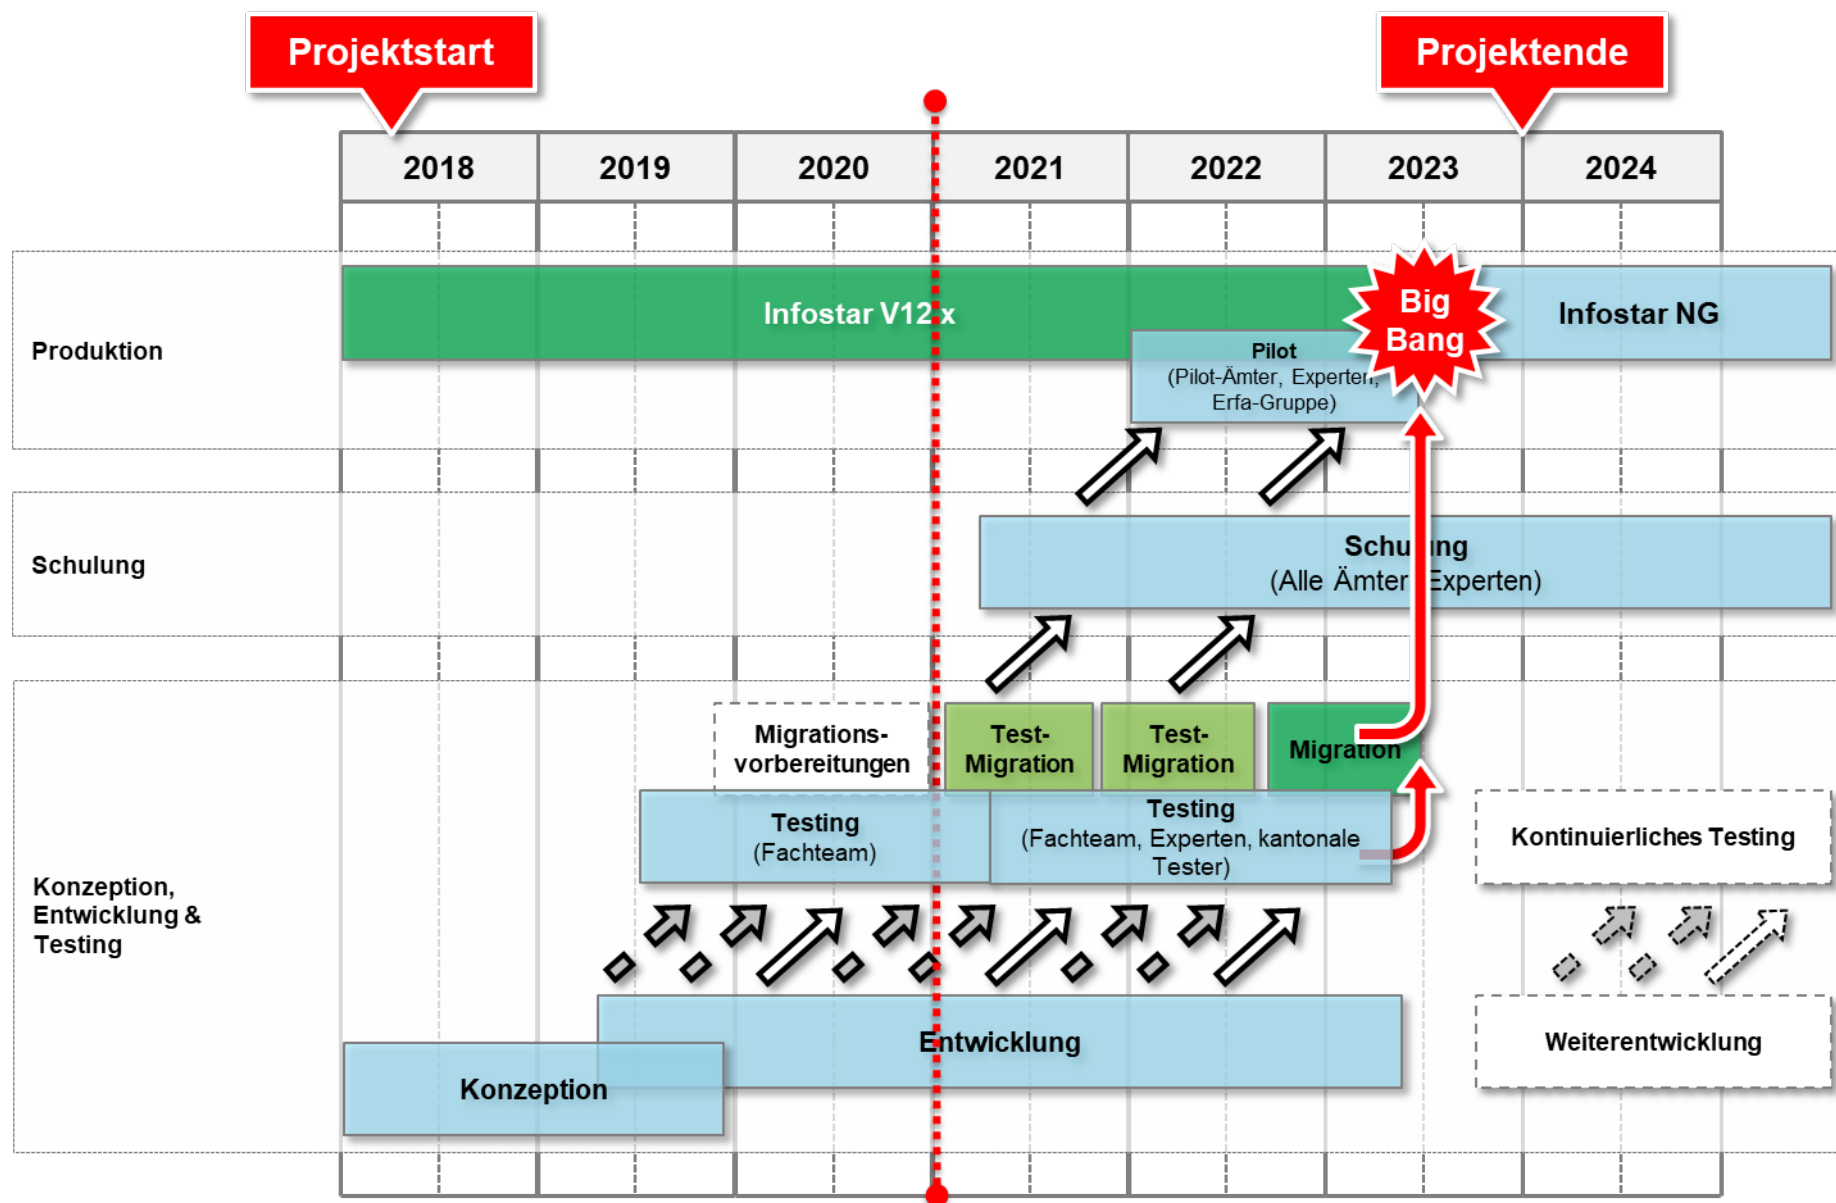 Projektstart
Projektende
2018
2019
2020
2021
2022
2023
2024
Produktion
Infostar V12.x
Big
Bang
Infostar NG
Pilot
(Pilot-Ämter, Experten,
Erfa-Gruppe)
Schulung
Schulung
(Alle Ämter, Experten)
Konzeption,
Entwicklung &
Testing
Migrations-
vorbereitungen
Test-
Migration
Test-
Migration
Migration
Testing
(Fachteam)
Testing
(Fachteam, Experten, kantonale
Tester)
Kontinuierliches Testing
Entwicklung
Weiterentwicklung
Konzeption